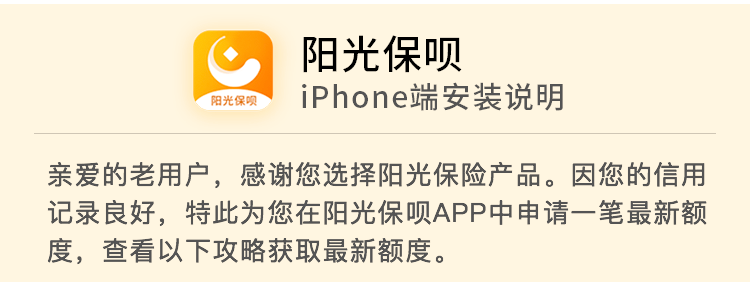 阳光保呗
阳光保呗
iPhone端安装说明
亲爱的老用户，感谢您选择阳光保险产品。因您的信用
记录良好，特此为您在阳光保呗APP中申请一笔最新额
度，查看以下攻略获取最新额度。